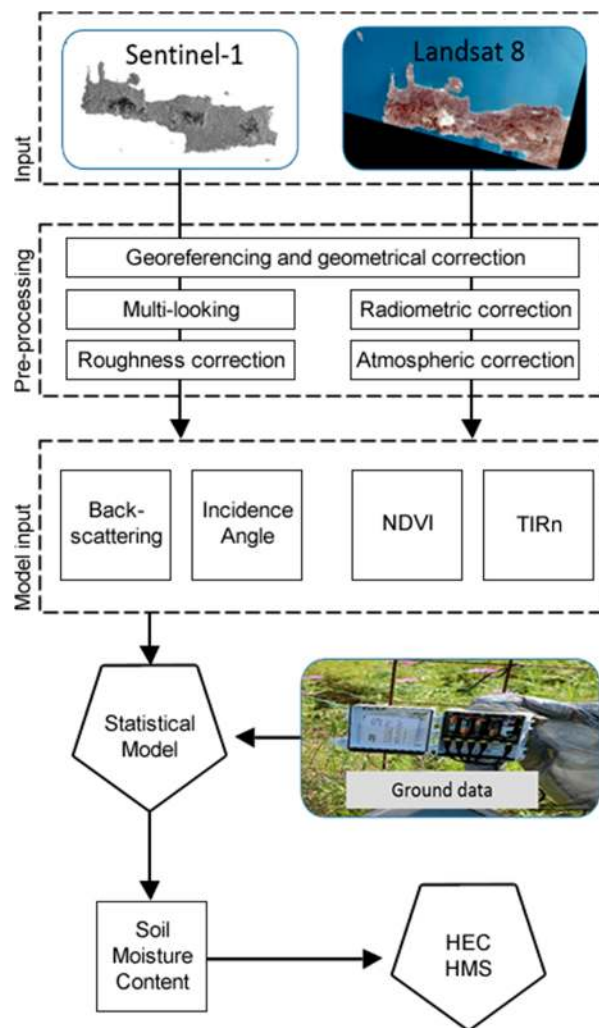 Input
Sentinel-1
Landsat 8
Pre-processing
Georeferencing and geometrical correction
Multi-looking
Radiometric correction
Roughness correction
Atmospheric correction
Model input
Back-
scattering
Incidence
Angle
NDVI
TIRn
Statistical
Model
Ground data
Soil
Moisture
Content
HEC
HMS